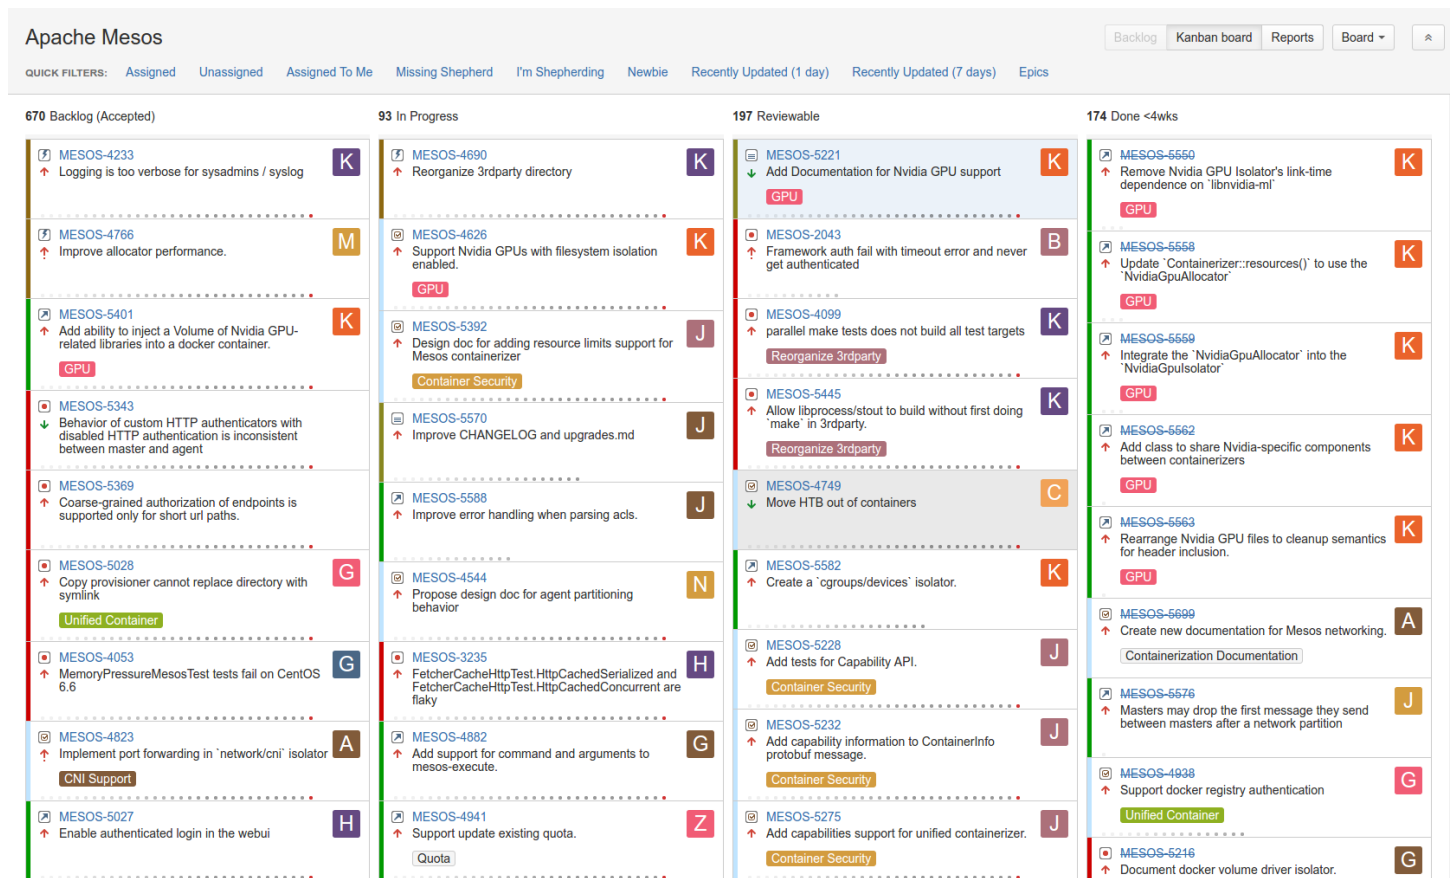 Apache Mesos
Backlog
Kanban board
Reports
Board
QUICK FILTERS:
Assigned
Unassigned
Assigned To Me
Missing Shepherd
I'm Shepherding
Newbie
Recently Updated (1 day)
Recently Updated (7 days)
Epics
670 Backlog (Accepted)
MESOS-4233
K
Logging is too verbose for sysadmins / syslog
MESOS-4766
M
Improve allocator performance.
MESOS-5401
K
Add ability to inject a Volume of Nvidia GPU-
related libraries into a docker container.
GPU
MESOS-5343
Behavior of custom HTTP authenticators with
disabled HTTP authentication is inconsistent
between master and agent
MESOS-5369
Coarse-grained authorization of endpoints is
supported only for short url paths.
MESOS-5028
G
Copy provisioner cannot replace directory with
symlink
Unified Container
MESOS-4053
G
MemoryPressureMesosTest tests fail on CentOS
6.6
MESOS-4823
A
Implement port forwarding in `network/cni` isolator
CNI Support
MESOS-5027
H
Enable authenticated login in the webui
93 In Progress
MESOS-4690
K
Reorganize 3rdparty directory
MESOS-4626
K
Support Nvidia GPUs with filesystem isolation
enabled.
GPU
MESOS-5392
J
Design doc for adding resource limits support for
Mesos containerizer
Container Security
MESOS-5570
J
Improve CHANGELOG and upgrades.md
MESOS-5588
J
Improve error handling when parsing acls.
MESOS-4544
N
Propose design doc for agent partitioning
behavior
MESOS-3235
H
FetcherCacheHttpTest.HttpCachedSerialized and
FetcherCacheHttpTest.HttpCachedConcurrent are
flaky
MESOS-4882
G
Add support for command and arguments to
mesos-execute.
MESOS-4941
Z
Support update existing quota.
Quota
197 Reviewable
MESOS-5221
K
Add Documentation for Nvidia GPU support
GPU
MESOS-2043
B
Framework auth fail with timeout error and never
get authenticated
MESOS-4099
K
parallel make tests does not build all test targets
Reorganize 3rdparty
MESOS-5445
K
Allow libprocess/stout to build without first doing
`make` in 3rdparty.
Reorganize 3rdparty
MESOS-4749
C
Move HTB out of containers
MESOS-5582
K
Create a `cgroups/devices` isolator.
MESOS-5228
J
Add tests for Capability API.
Container Security
MESOS-5232
J
Add capability information to ContainerInfo
protobuf message.
Container Security
MESOS-5275
J
Add capabilities support for unified containerizer.
Container Security
174 Done <4wks
MESOS-5550
K
Remove Nvidia GPU Isolator's link-time
dependence on `libnvidia-ml`
GPU
MESOS-5558
K
Update `Containerizer::resources()` to use the
`NvidiaGpuAllocator`
GPU
MESOS-5559
K
Integrate the `NvidiaGpuAllocator` into the
`NvidiaGpuIsolator`
GPU
MESOS-5562
K
Add class to share Nvidia-specific components
between containerizers
GPU
MESOS-5563
K
Rearrange Nvidia GPU files to cleanup semantics
for header inclusion.
GPU
MESOS-5699
A
Create new documentation for Mesos networking.
Containerization Documentation
MESOS-5576
J
Masters may drop the first message they send
between masters after a network partition
MESOS-4938
G
Support docker registry authentication
Unified Container
MESOS-5216
G
Document docker volume driver isolator.